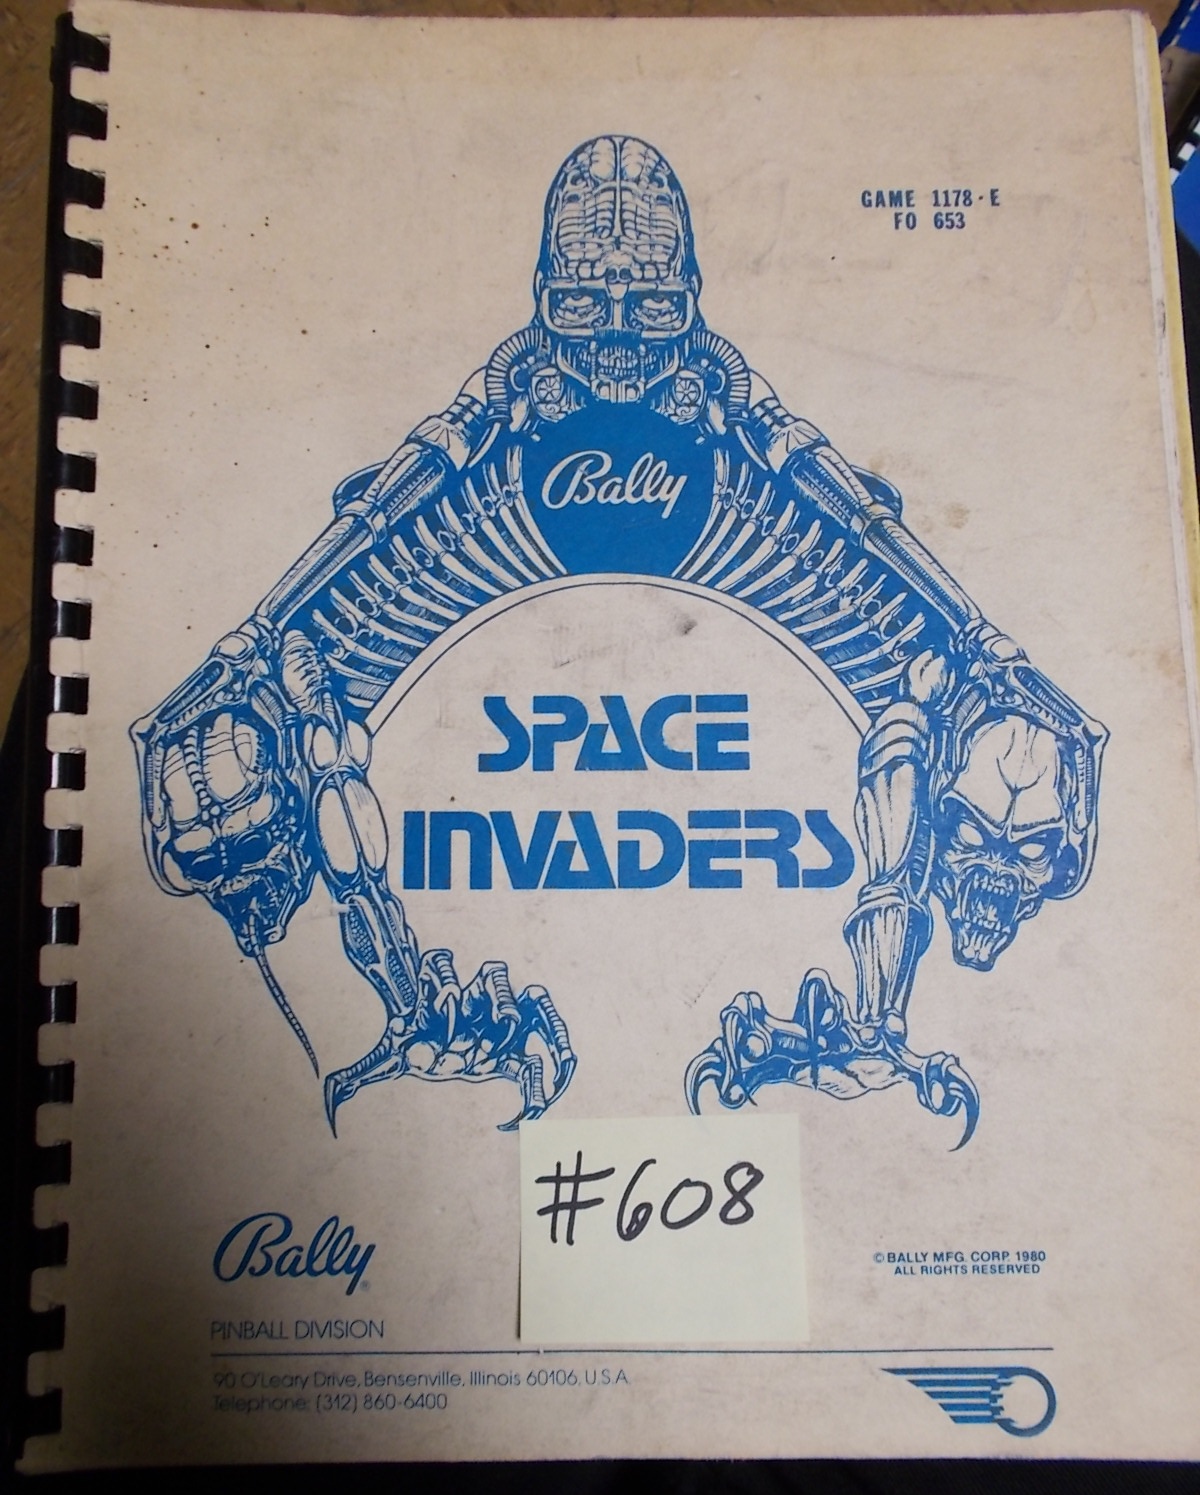 GAME 1178-E
FO 653
Bally
SPACE
INVADERS
#608
Bally
PINBALL DIVISION
© BALLY MFG. CORP. 1980
ALL RIGHTS RESERVED
90 O'Leary Drive, Bensenville, Illinois 60106, U.S.A.
Telephone: (312) 860-6400